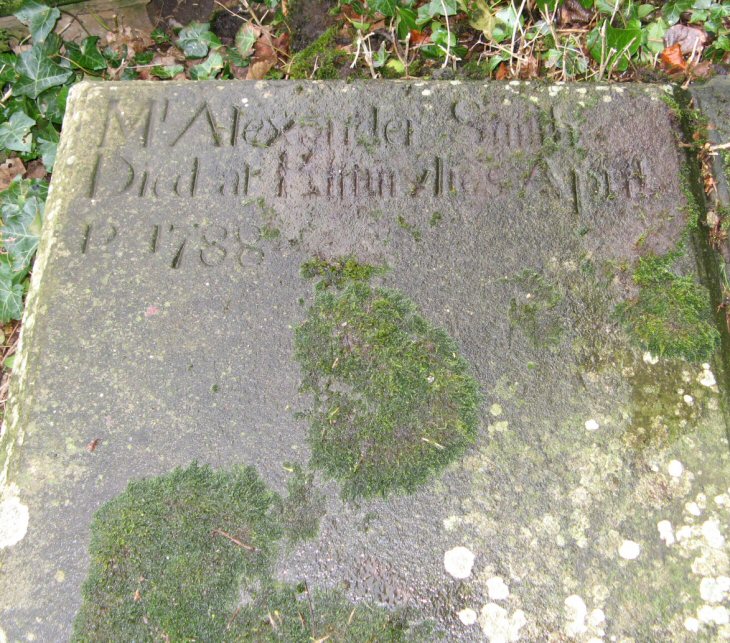 Mr Alexander Smith
Died at April
1788